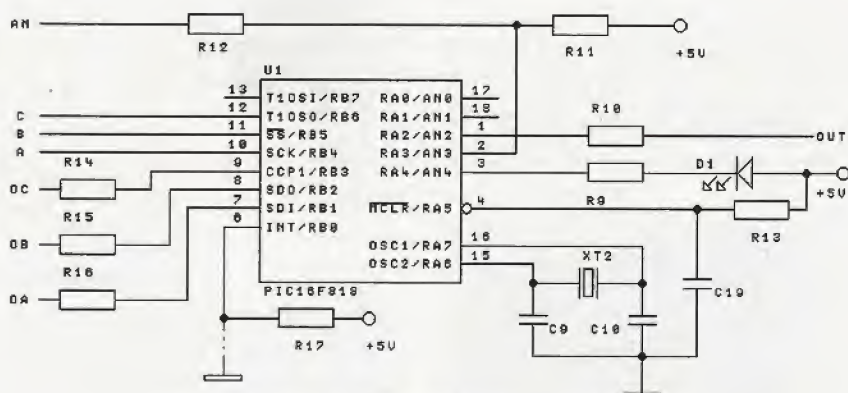 AN
R12
R11
+5V
U1
13 T1OSI/RB7 RA0/AN0 17
C 12 T1OSO/RB6 RA1/AN1 18
B 11 SS/RB5 RA2/AN2 1 R10 OUT
A 10 SCK/RB4 RA3/AN3 2
R14 9 CCP1/RB3 RA4/AN4 3 D1
OC 8 SDO/RB2 +5V
R15 7 SDI/RB1 MCLR/RA5 4 R9 R13
OB 6 INT/RB0
OSC1/RA7 16
R16 OSC2/RA6 15 XT2
OA
PIC16F818
C19
C9 C10
R17 +5V